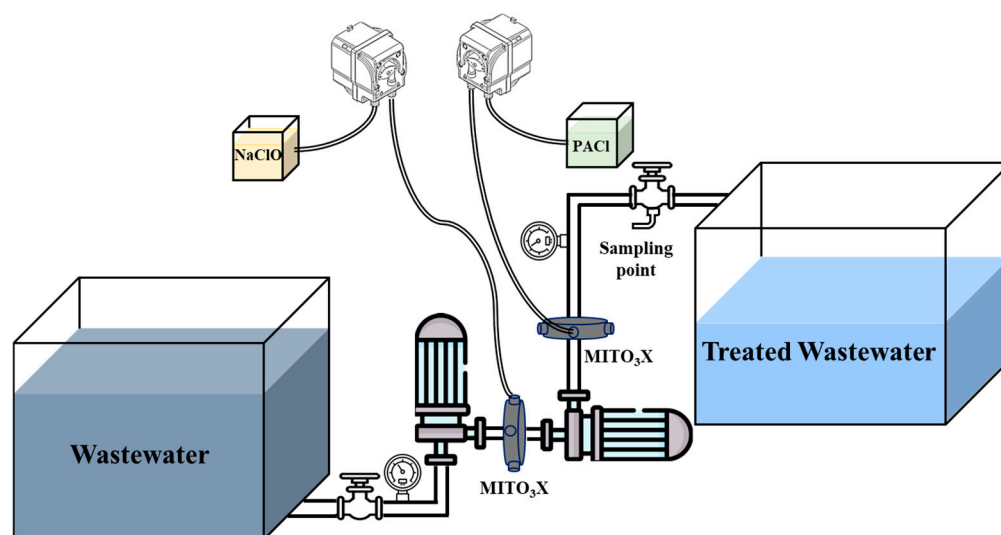 NaClO
PACl
Sampling
point
MITO₃X
Treated Wastewater
Wastewater
MITO₃X